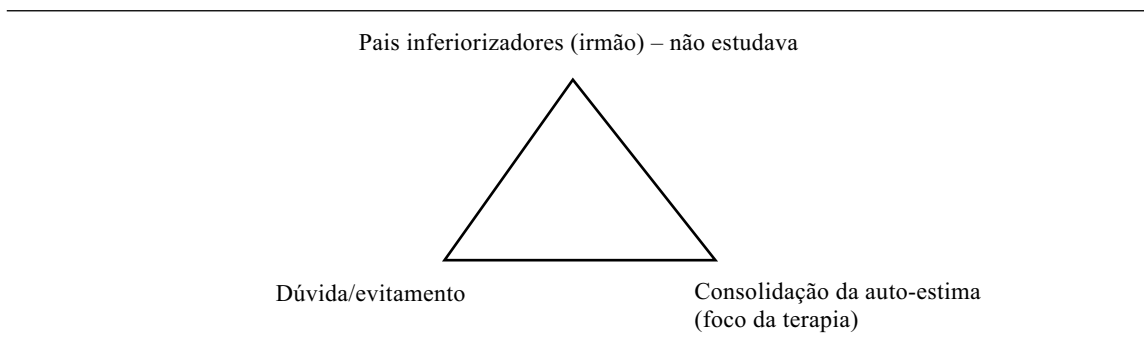 Pais inferiorizadores (irmão) – não estudava
Dúvida/evitamento
Consolidação da auto-estima
(foco da terapia)